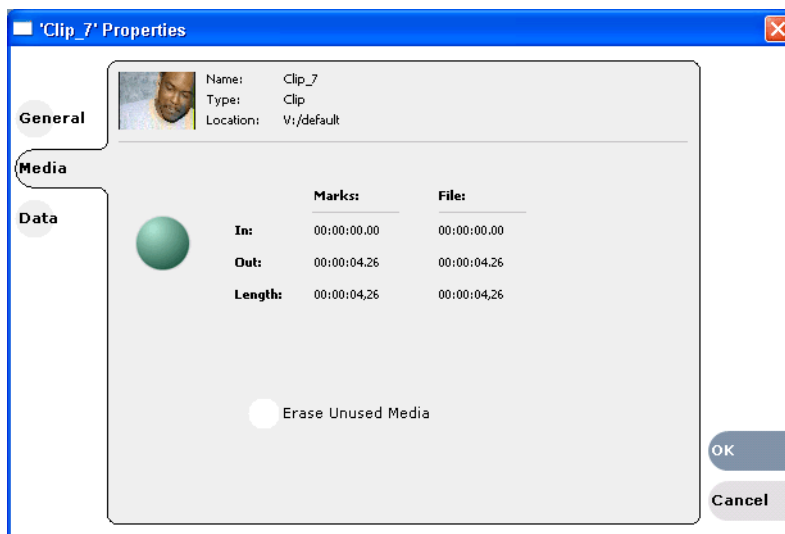 'Clip_7' Properties
General
Media
Data
Name: Clip_7
Type: Clip
Location: V:/default
Marks: File:
In: 00:00:00.00 00:00:00.00
Out: 00:00:04.26 00:00:04.26
Length: 00:00:04,26 00:00:04,26
Erase Unused Media
OK
Cancel